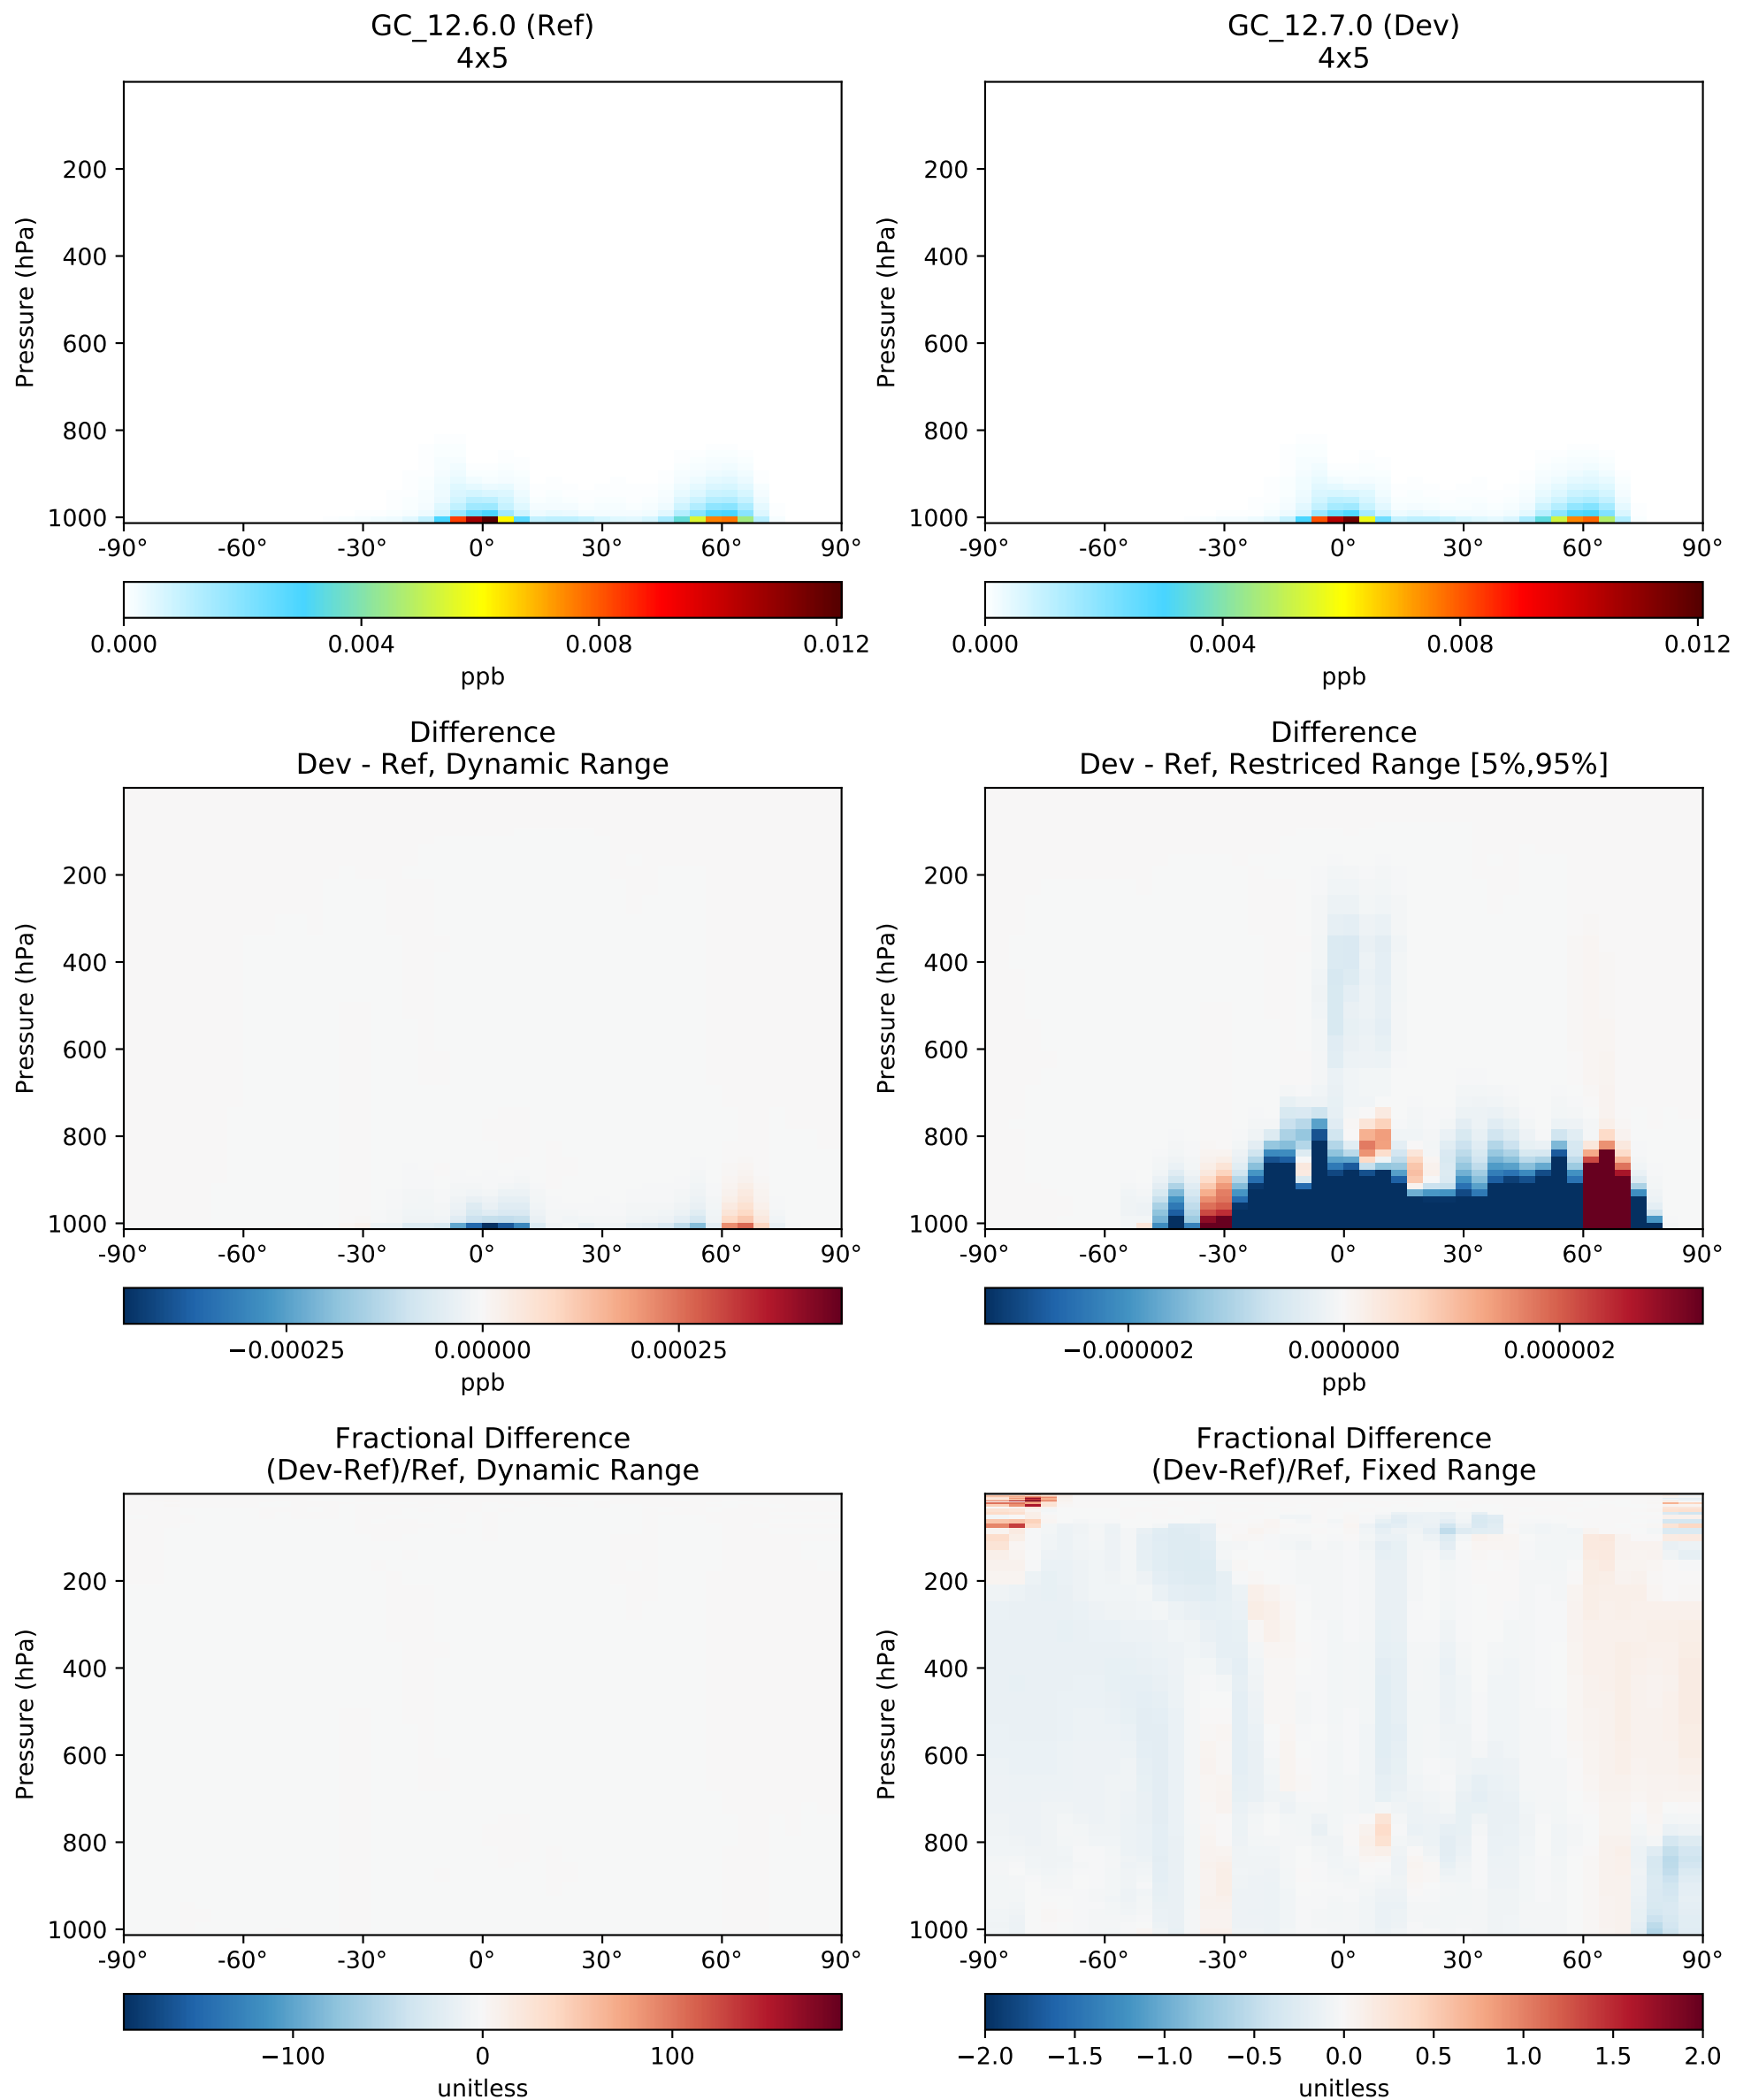 GC_12.6.0 (Ref)
4x5
Pressure (hPa)
200
400
600
800
1000
-90° -60° -30° 0° 30° 60° 90°
0.000 0.004 0.008 0.012
ppb
GC_12.7.0 (Dev)
4x5
Pressure (hPa)
200
400
600
800
1000
-90° -60° -30° 0° 30° 60° 90°
0.000 0.004 0.008 0.012
ppb
Difference
Dev - Ref, Dynamic Range
Pressure (hPa)
200
400
600
800
1000
-90° -60° -30° 0° 30° 60° 90°
−0.00025 0.00000 0.00025
ppb
Difference
Dev - Ref, Restriced Range [5%,95%]
Pressure (hPa)
200
400
600
800
1000
-90° -60° -30° 0° 30° 60° 90°
−0.000002 0.000000 0.000002
ppb
Fractional Difference
(Dev-Ref)/Ref, Dynamic Range
Pressure (hPa)
200
400
600
800
1000
-90° -60° -30° 0° 30° 60° 90°
−100 0 100
unitless
Fractional Difference
(Dev-Ref)/Ref, Fixed Range
Pressure (hPa)
200
400
600
800
1000
-90° -60° -30° 0° 30° 60° 90°
−2.0 −1.5 −1.0 −0.5 0.0 0.5 1.0 1.5 2.0
unitless